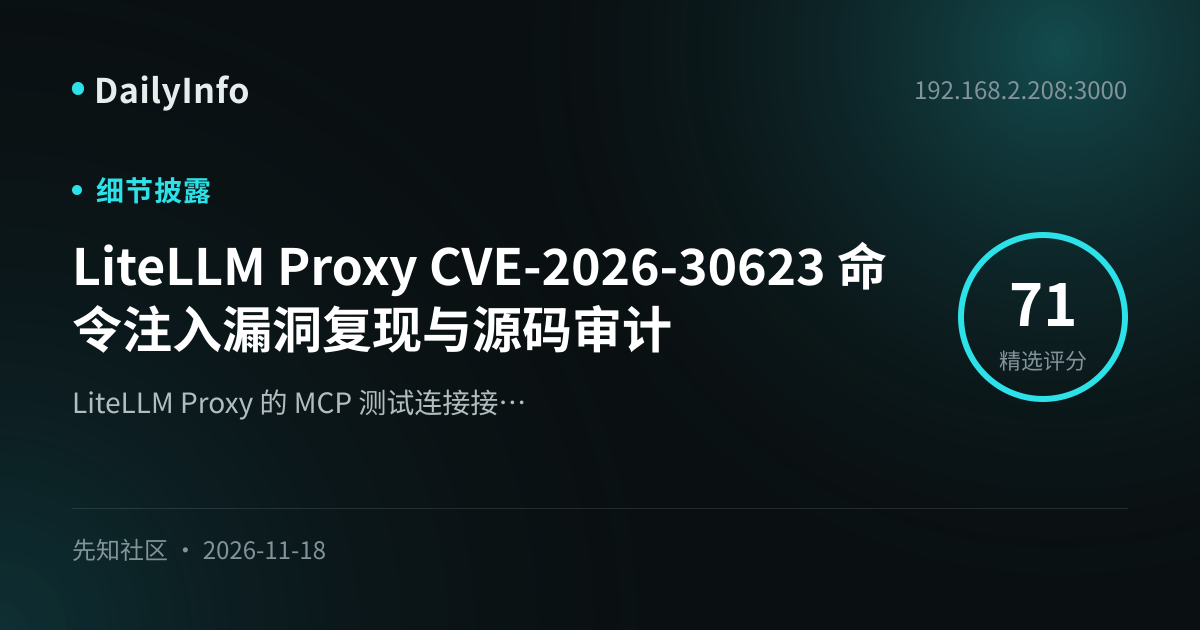 DailyInfo
192.168.2.208:3000
细节披露
LiteLLM Proxy CVE-2026-30623 命
令注入漏洞复现与源码审计
LiteLLM Proxy 的 MCP 测试连接接…
71
精选评分
先知社区 · 2026-11-18